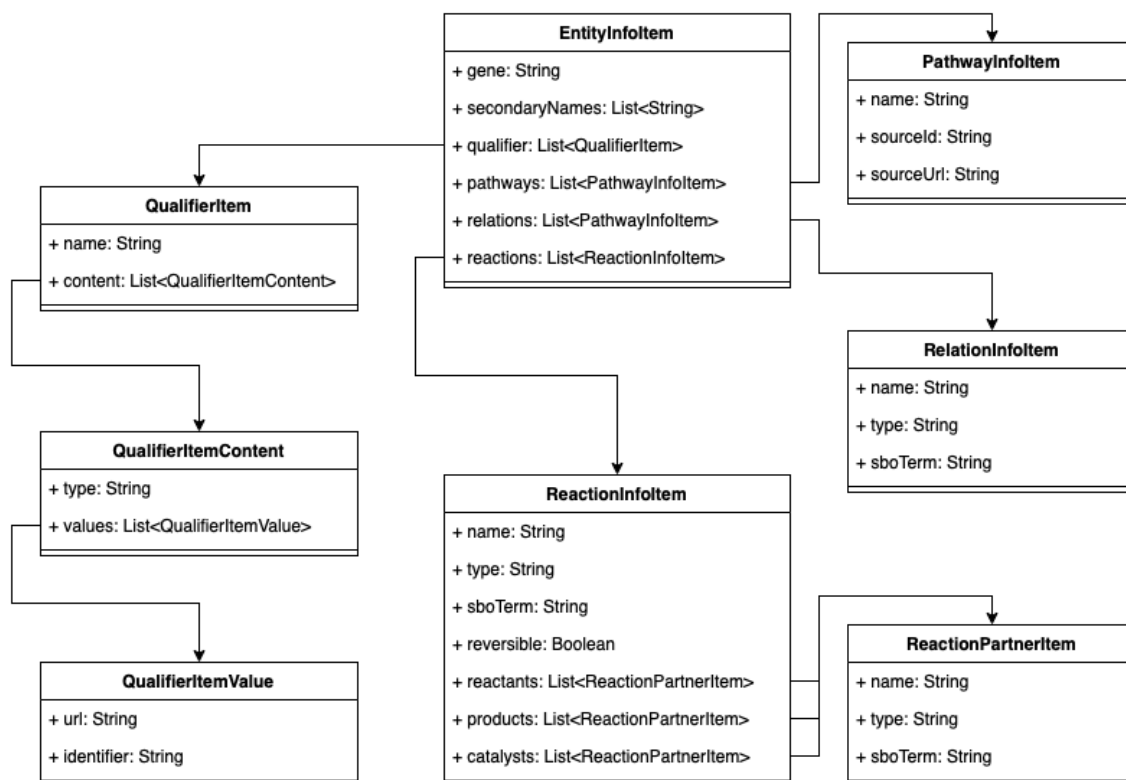 EntityInfoItem
+ gene: String
+ secondaryNames: List<String>
+ qualifier: List<QualifierItem>
+ pathways: List<PathwayInfoItem>
+ relations: List<PathwayInfoItem>
+ reactions: List<ReactionInfoItem>
PathwayInfoItem
+ name: String
+ sourceId: String
+ sourceUrl: String
QualifierItem
+ name: String
+ content: List<QualifierItemContent>
RelationInfoItem
+ name: String
+ type: String
+ sboTerm: String
QualifierItemContent
+ type: String
+ values: List<QualifierItemValue>
ReactionInfoItem
+ name: String
+ type: String
+ sboTerm: String
+ reversible: Boolean
+ reactants: List<ReactionPartnerItem>
+ products: List<ReactionPartnerItem>
+ catalysts: List<ReactionPartnerItem>
ReactionPartnerItem
+ name: String
+ type: String
+ sboTerm: String
QualifierItemValue
+ url: String
+ identifier: String